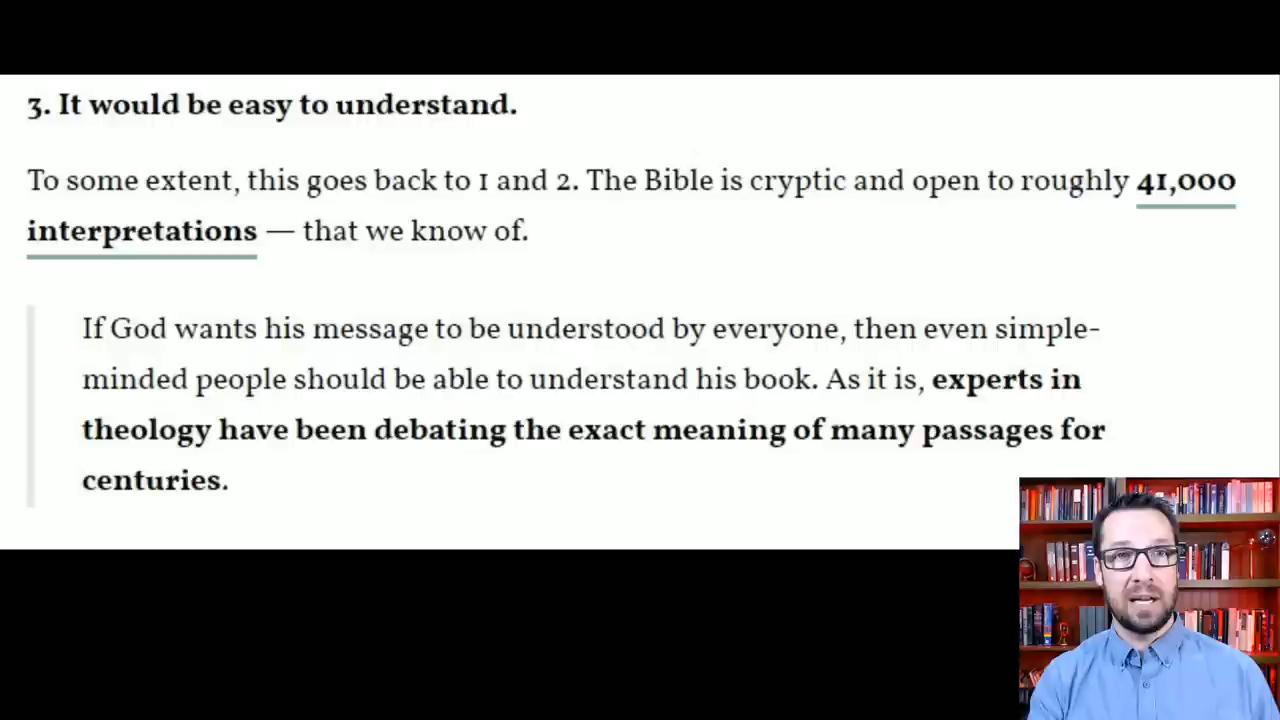 3. It would be easy to understand.
To some extent, this goes back to 1 and 2. The Bible is cryptic and open to roughly 41,000
interpretations — that we know of.
If God wants his message to be understood by everyone, then even simple-
minded people should be able to understand his book. As it is, experts in
theology have been debating the exact meaning of many passages for
centuries.